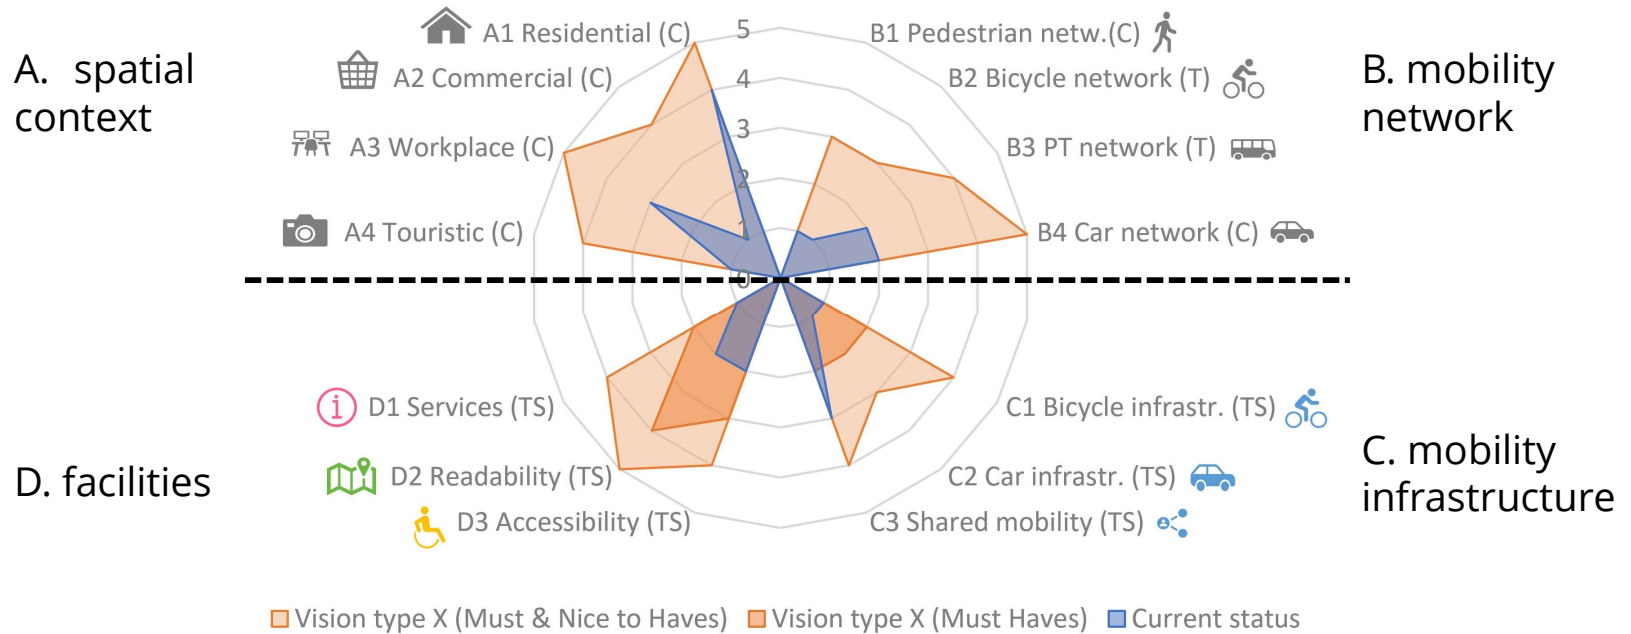 A. spatial
context
A1 Residential (C)
A2 Commercial (C)
A3 Workplace (C)
A4 Touristic (C)
5
4
3
2
1
0
B1 Pedestrian netw.(C)
B2 Bicycle network (T)
B3 PT network (T)
B4 Car network (C)
B. mobility
network
D. facilities
D1 Services (TS)
D2 Readability (TS)
D3 Accessibility (TS)
C1 Bicycle infrastr. (TS)
C2 Car infrastr. (TS)
C3 Shared mobility (TS)
C. mobility
infrastructure
Vision type X (Must & Nice to Haves) Vision type X (Must Haves) Current status